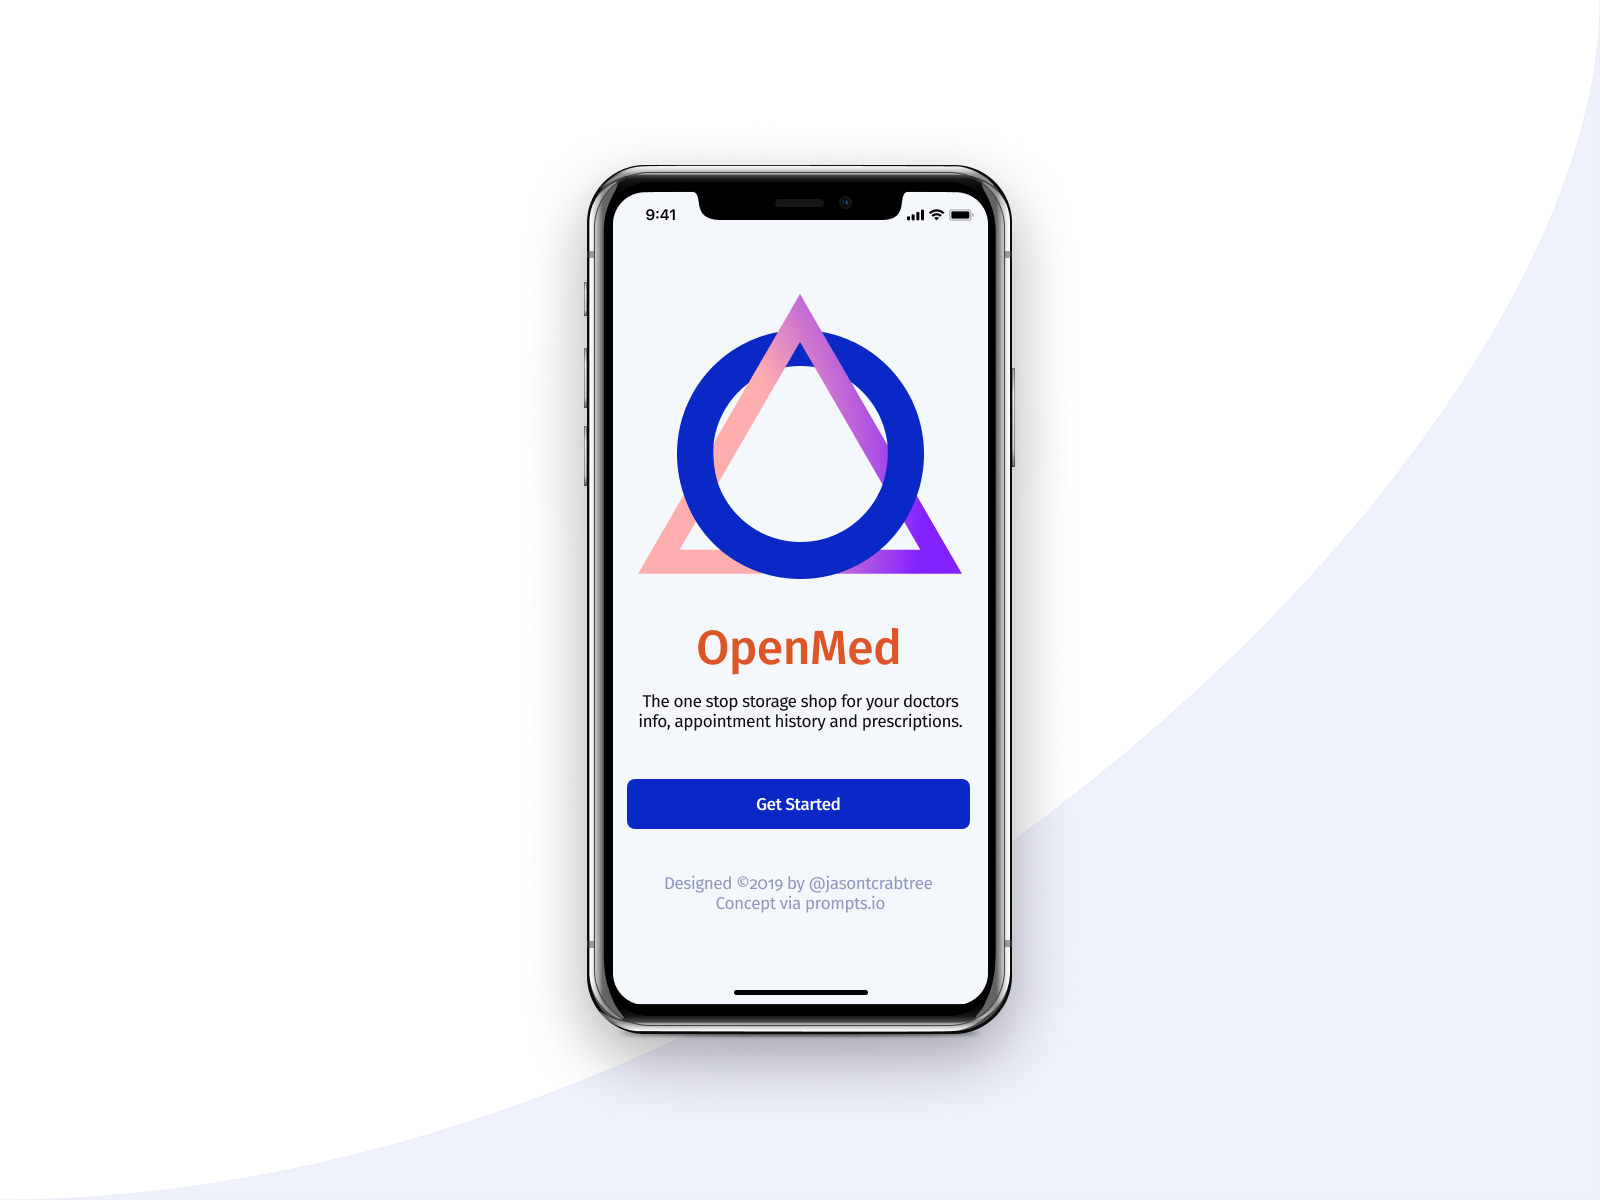 9:41
OpenMed
The one stop storage shop for your doctors
info, appointment history and prescriptions.
Get Started
Designed ©2019 by @jasontcrabtree
Concept via prompts.io